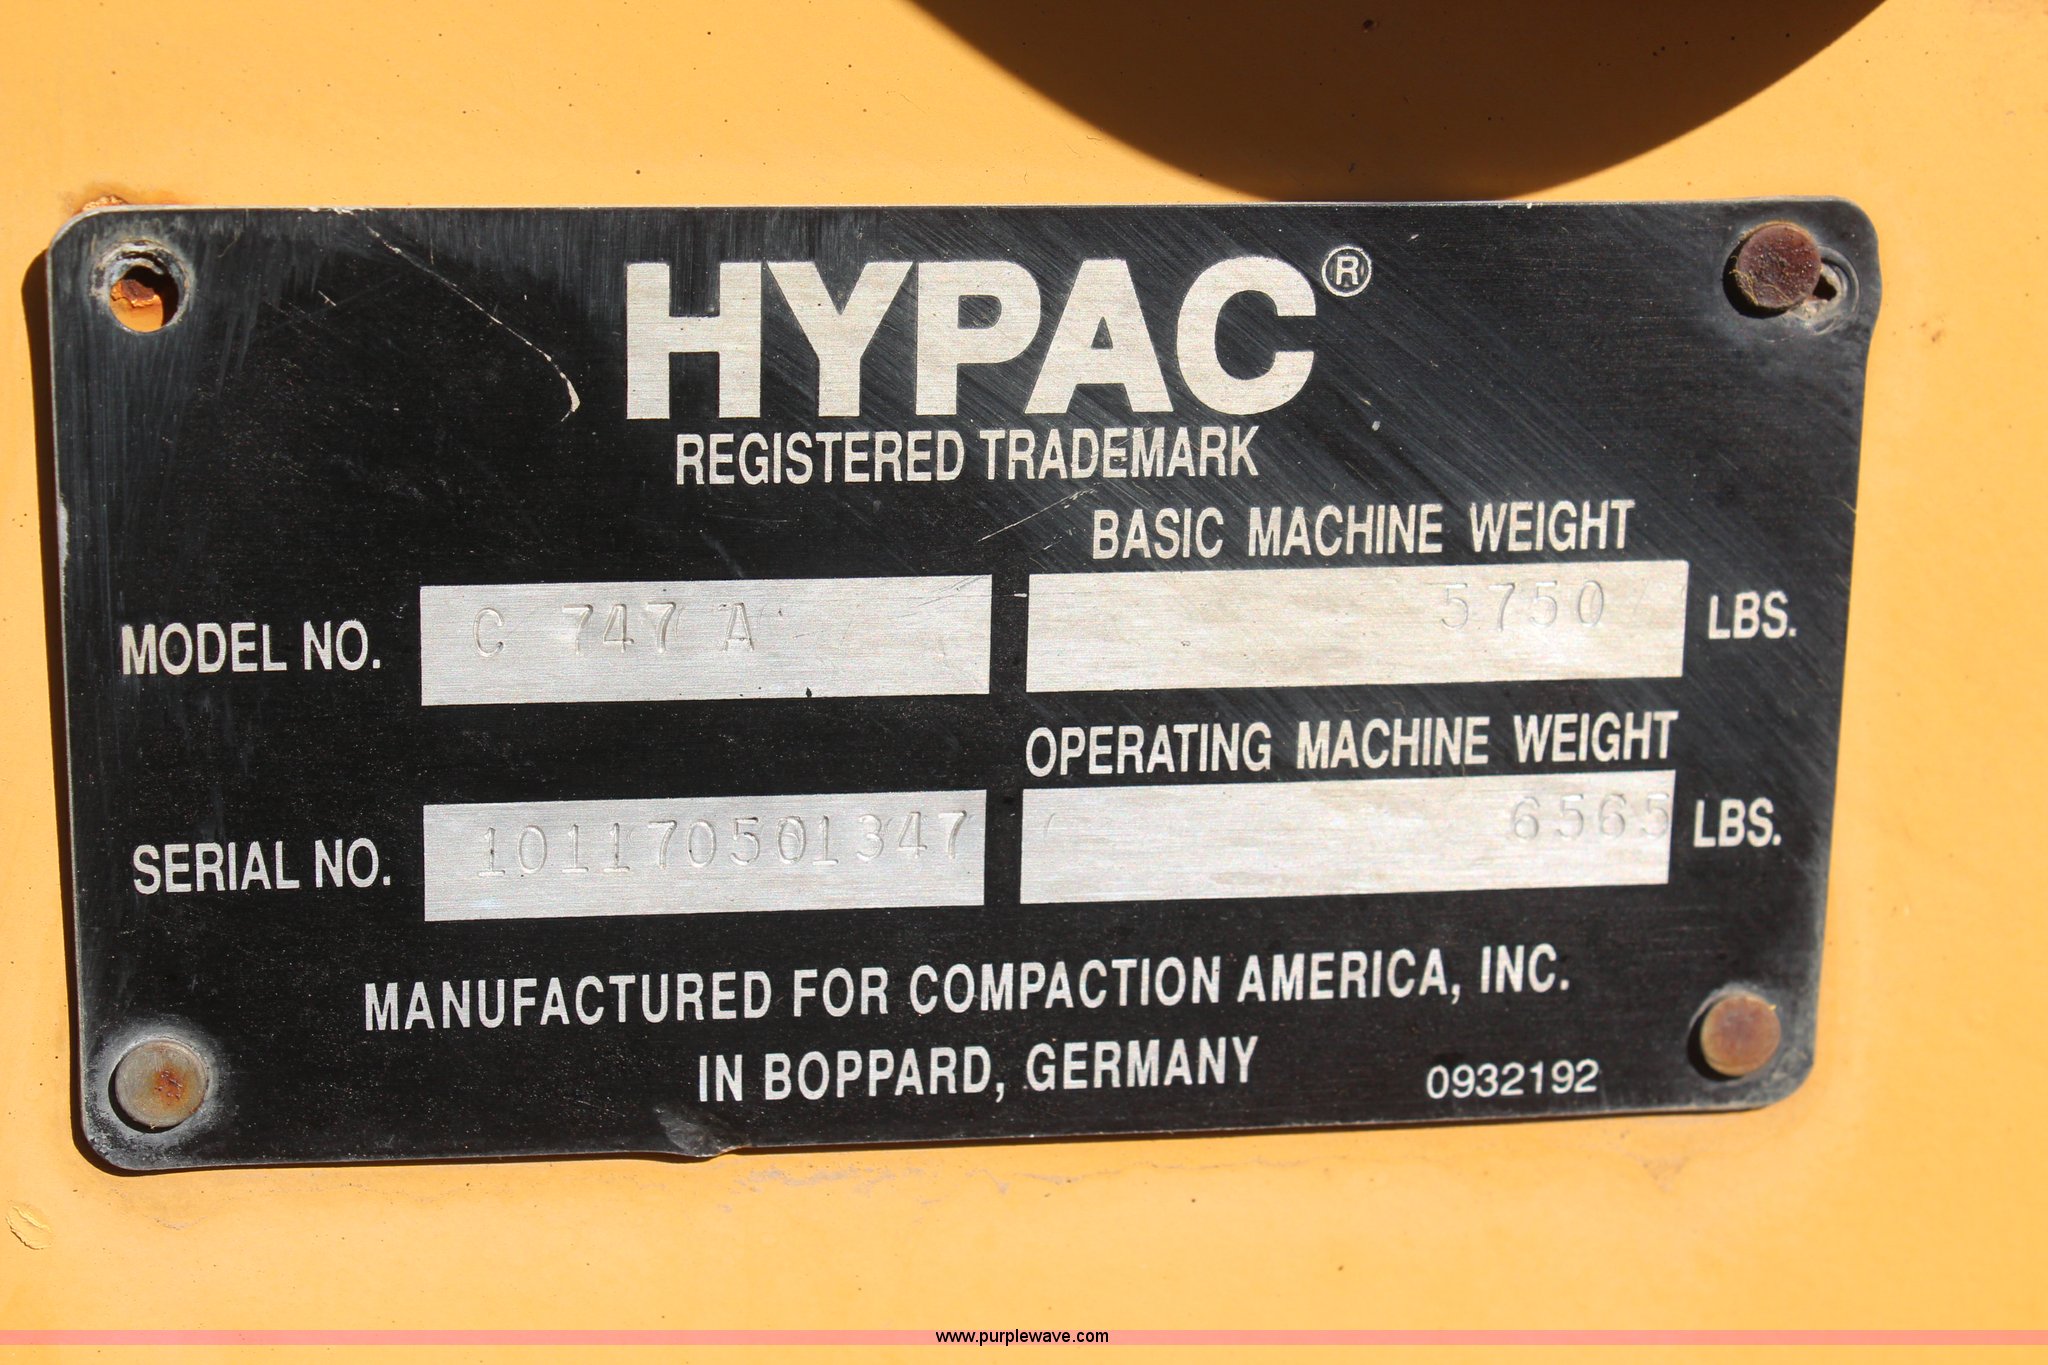 HYPAC®
REGISTERED TRADEMARK
BASIC MACHINE WEIGHT
MODEL NO. C 747 A 5750 LBS.
OPERATING MACHINE WEIGHT
SERIAL NO. 101170501347 6565 LBS.
MANUFACTURED FOR COMPACTION AMERICA, INC.
IN BOPPARD, GERMANY 0932192
www.purplewave.com